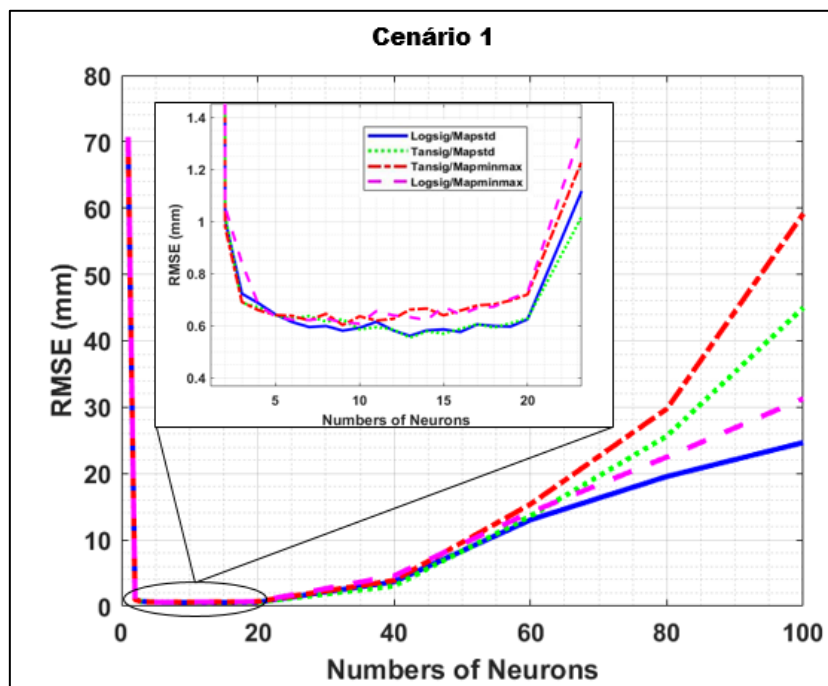 Cenário 1
80
70
60
50
40
30
20
10
0
RMSE (mm)
0 20 40 60 80 100
Numbers of Neurons
1.4
1.2
1
0.8
0.6
0.4
RMSE (mm)
5 10 15 20
Numbers of Neurons
Logsig/Mapstd
Tansig/Mapstd
Tansig/Mapminmax
Logsig/Mapminmax